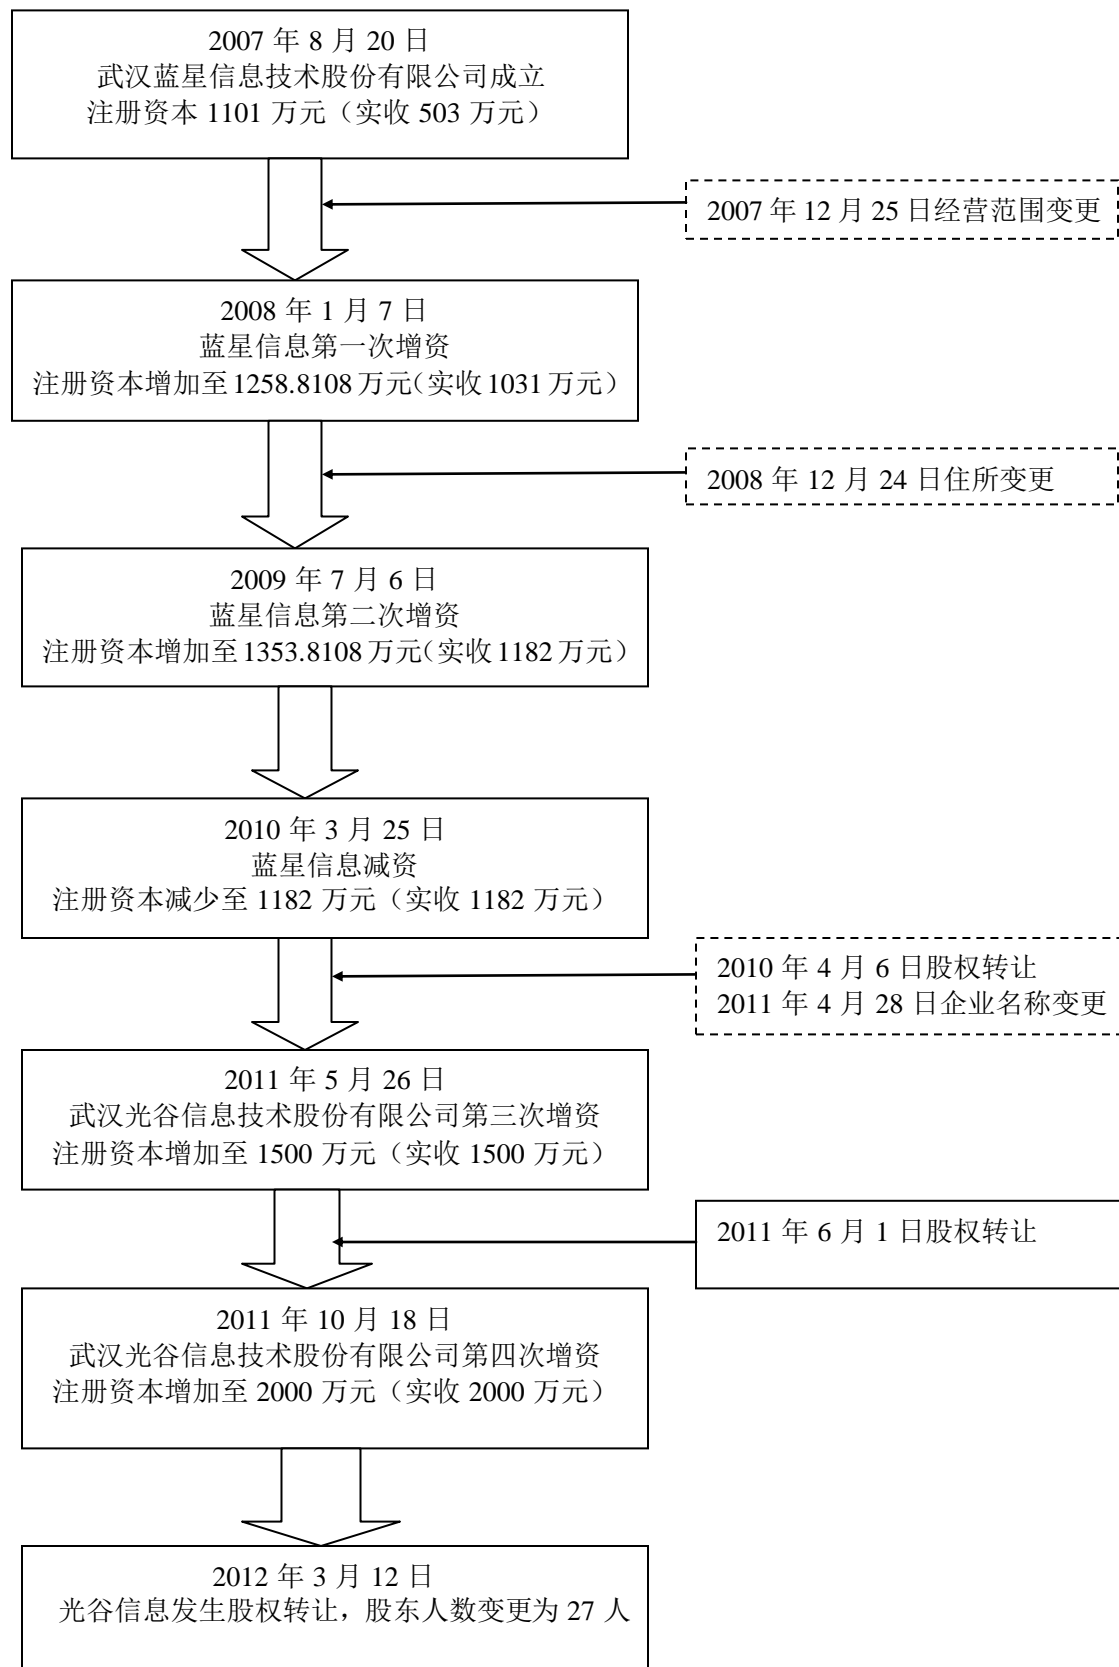 2007 年 8 月 20 日
武汉蓝星信息技术股份有限公司成立
注册资本 1101 万元（实收 503 万元）
2007 年 12 月 25 日经营范围变更
2008 年 1 月 7 日
蓝星信息第一次增资
注册资本增加至 1258.8108 万元（实收 1031 万元）
2008 年 12 月 24 日住所变更
2009 年 7 月 6 日
蓝星信息第二次增资
注册资本增加至 1353.8108 万元（实收 1182 万元）
2010 年 3 月 25 日
蓝星信息减资
注册资本减少至 1182 万元（实收 1182 万元）
2010 年 4 月 6 日股权转让
2011 年 4 月 28 日企业名称变更
2011 年 5 月 26 日
武汉光谷信息技术股份有限公司第三次增资
注册资本增加至 1500 万元（实收 1500 万元）
2011 年 6 月 1 日股权转让
2011 年 10 月 18 日
武汉光谷信息技术股份有限公司第四次增资
注册资本增加至 2000 万元（实收 2000 万元）
2012 年 3 月 12 日
光谷信息发生股权转让，股东人数变更为 27 人